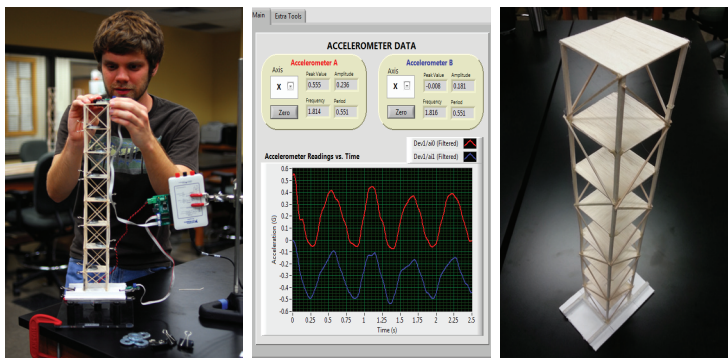 Main Extra Tools
ACCELEROMETER DATA
Accelerometer A
Axis Peak Value Amplitude
X 0.555 0.236
Frequency Period
Zero 1.814 0.551
Accelerometer B
Axis Peak Value Amplitude
X -0.008 0.181
Frequency Period
Zero 1.816 0.551
Dev1/ai0 (Filtered)
Dev1/ai1 (Filtered)
Accelerometer Readings vs. Time
Acceleration (G)
0.6
0.5
0.4
0.3
0.2
0.1
0
-0.1
-0.2
-0.3
-0.4
-0.5
-0.6
0 0.25 0.5 0.75 1 1.25 1.5 1.75 2 2.25 2.5
Time (s)